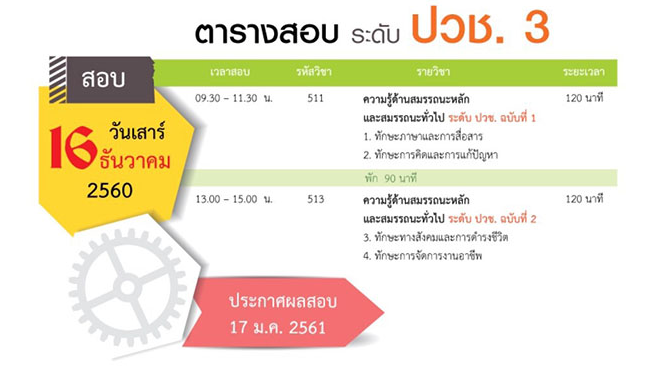 ตารางสอบ ระดับ ปวช. 3
สอบ
วันเสาร์
16 ธันวาคม
2560
เวลาสอบ รหัสวิชา รายวิชา ระยะเวลา
09.30 – 11.30 น. 511 ความรู้ด้านสมรรถนะหลัก 120 นาที
และสมรรถนะทั่วไป ระดับ ปวช. ฉบับที่ 1
1. ทักษะภาษาและการสื่อสาร
2. ทักษะการคิดและการแก้ปัญหา
พัก 90 นาที
13.00 – 15.00 น. 513 ความรู้ด้านสมรรถนะหลัก 120 นาที
และสมรรถนะทั่วไป ระดับ ปวช. ฉบับที่ 2
3. ทักษะทางสังคมและการดำรงชีวิต
4. ทักษะการจัดการงานอาชีพ
ประกาศผลสอบ
17 ม.ค. 2561